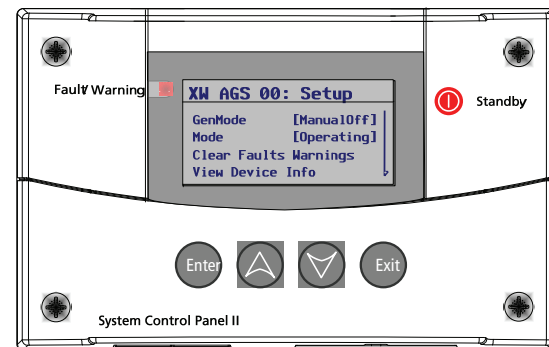 Fault/ Warning
XW AGS 00: Setup
GenMode [ManualOff]
Mode [Operating]
Clear Faults Warnings
View Device Info
Standby
Enter
Exit
System Control Panel II